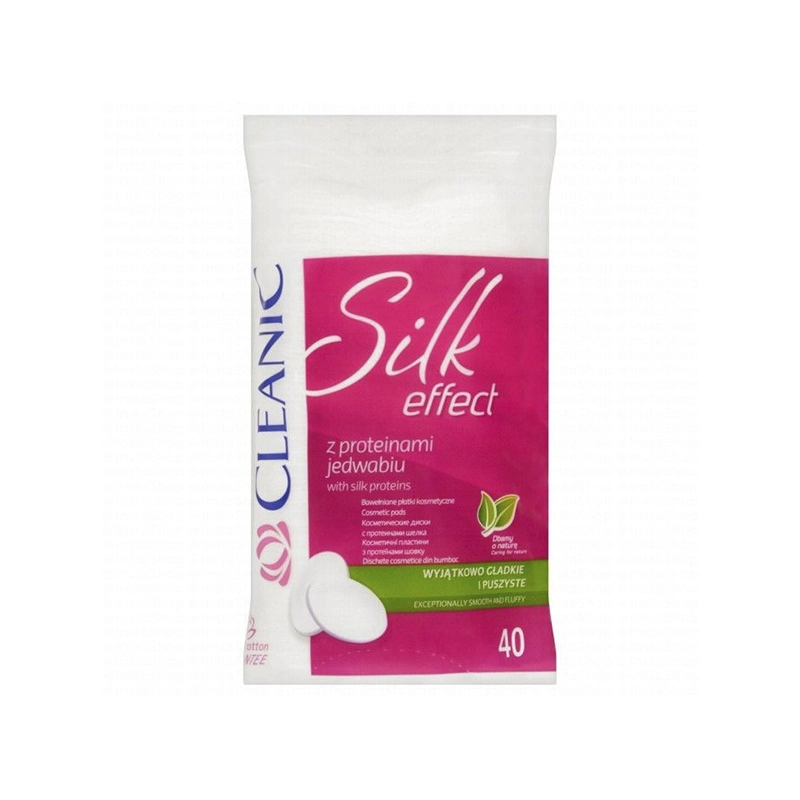 CLEANIC
Silk
effect
z proteinami
jedwabiu
with silk proteins
Bawełniane płatki kosmetyczne
Cosmetic pads
Косметические диски
с протеинами шелка
Косметичні пластини
з протеїнами шовку
Dischete cosmetice din bumbac
Dbamy
o naturę
Caring for nature
WYJĄTKOWO GŁADKIE
I PUSZYSTE
EXCEPTIONALLY SMOOTH AND FLUFFY
40
otton
NTEE